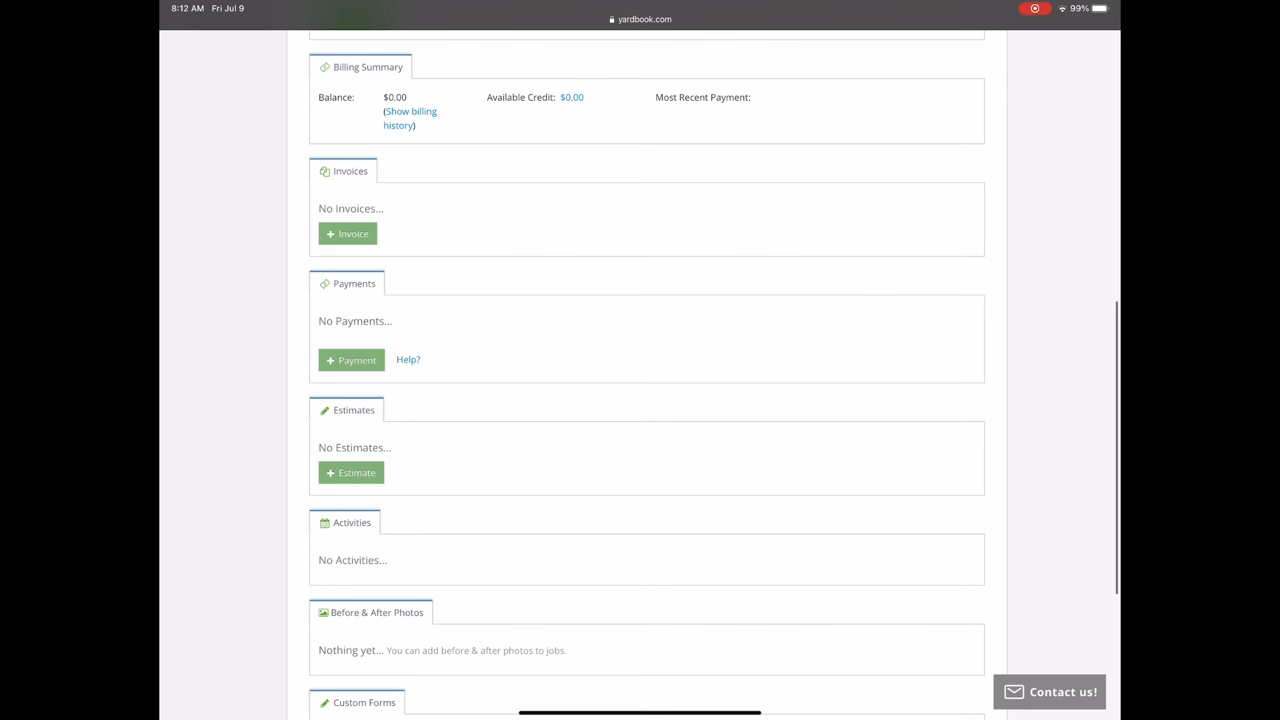 8:12 AM Fri Jul 9
99%
yardbook.com
Billing Summary
Balance: $0.00 Available Credit: $0.00 Most Recent Payment:
(Show billing
history)
Invoices
No Invoices...
+ Invoice
Payments
No Payments...
+ Payment Help?
Estimates
No Estimates...
+ Estimate
Activities
No Activities...
Before & After Photos
Nothing yet... You can add before & after photos to jobs.
Contact us!
Custom Forms